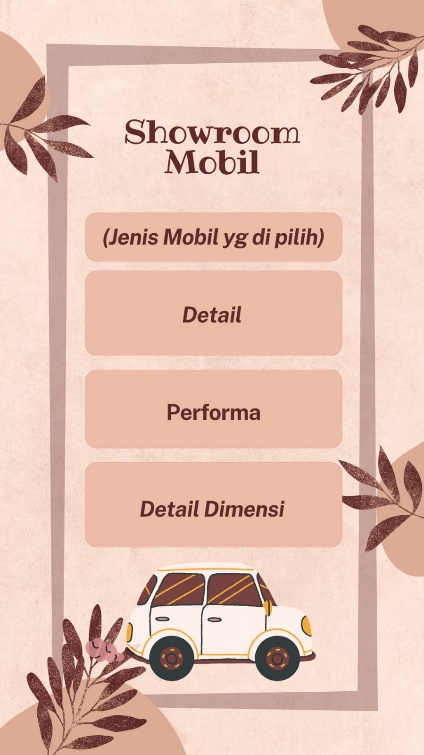 Showroom
Mobil
(Jenis Mobil yg di pilih)
Detail
Performa
Detail Dimensi